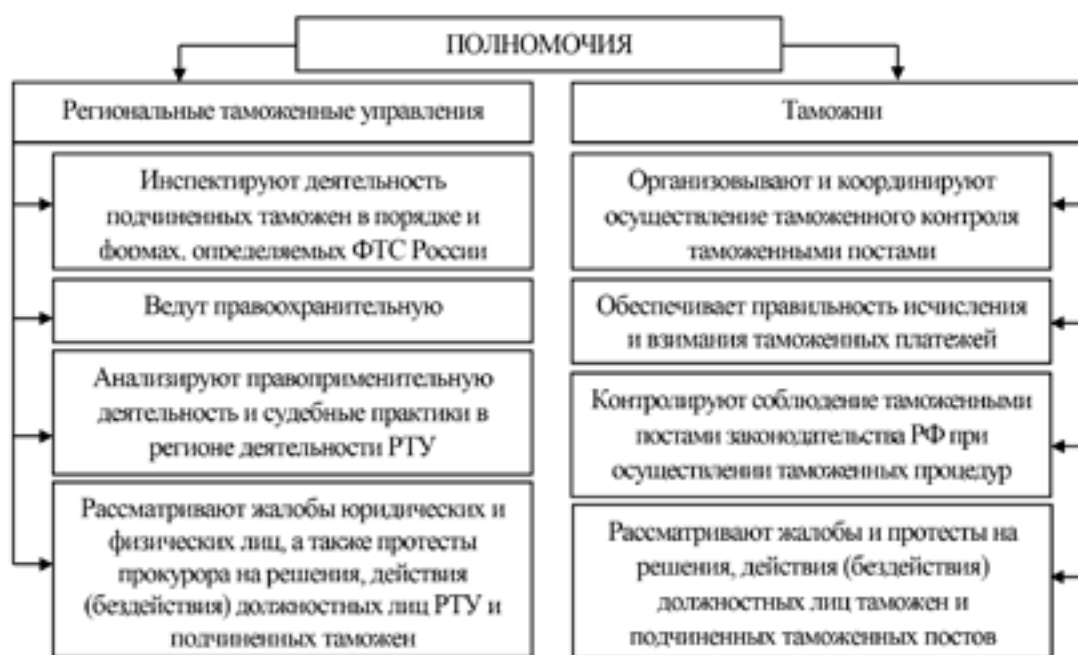 ПОЛНОМОЧИЯ
Региональные таможенные управления
Инспектируют деятельность
подчиненных таможен в порядке и
формах, определяемых ФТС России
Ведут правоохранительную
Анализируют правоприменительную
деятельность и судебные практики в
регионе деятельности РТУ
Рассматривают жалобы юридических и
физических лиц, а также протесты
прокурора на решения, действия
(бездействия) должностных лиц РТУ и
подчиненных таможен
Таможни
Организовывают и координируют
осуществление таможенного контроля
таможенными постами
Обеспечивает правильность исчисления
и взимания таможенных платежей
Контролируют соблюдение таможенными
постами законодательства РФ при
осуществлении таможенных процедур
Рассматривают жалобы и протесты на
решения, действия (бездействия)
должностных лиц таможен и
подчиненных таможенных постов